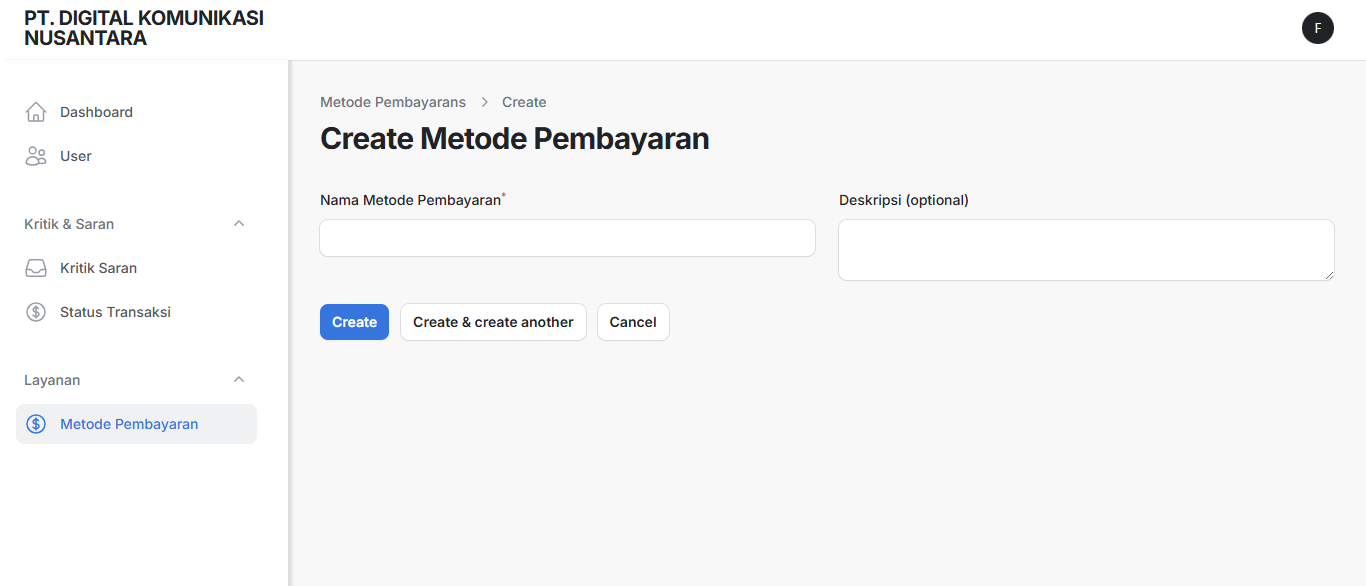 PT. DIGITAL KOMUNIKASI
NUSANTARA
F
Dashboard
User
Kritik & Saran
Kritik Saran
Status Transaksi
Layanan
Metode Pembayaran
Metode Pembayarans > Create
Create Metode Pembayaran
Nama Metode Pembayaran*
Deskripsi (optional)
Create
Create & create another
Cancel